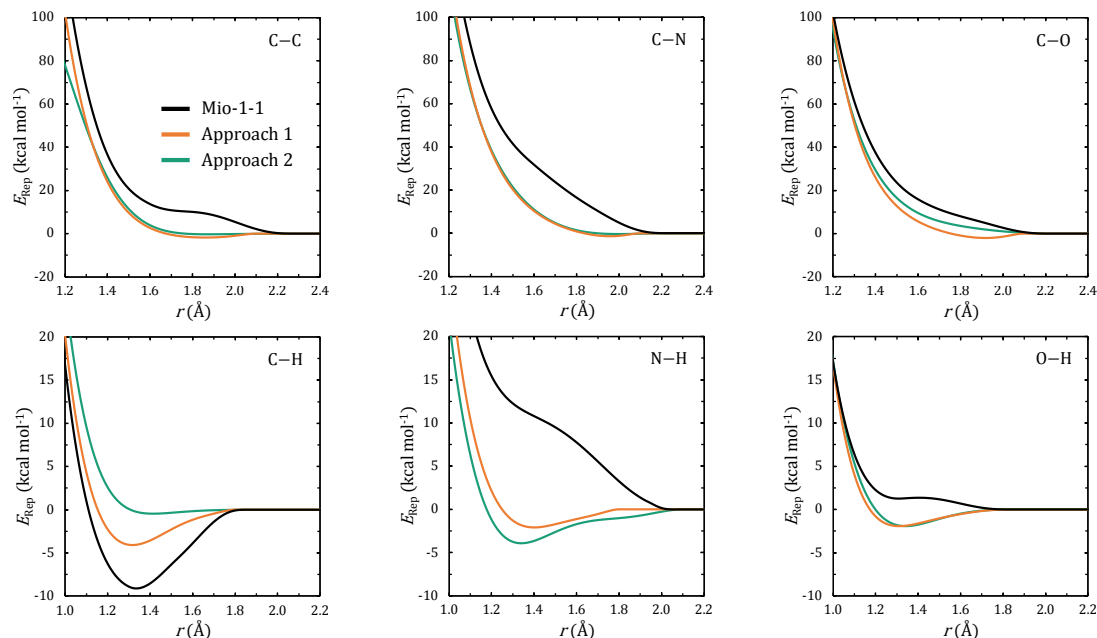 C–C
100
80
60
40
20
0
-20
E_Rep (kcal mol⁻¹)
Mio-1-1
Approach 1
Approach 2
1.2 1.4 1.6 1.8 2.0 2.2 2.4
r (Å)
C–N
100
80
60
40
20
0
-20
E_Rep (kcal mol⁻¹)
1.2 1.4 1.6 1.8 2.0 2.2 2.4
r (Å)
C–O
100
80
60
40
20
0
-20
E_Rep (kcal mol⁻¹)
1.2 1.4 1.6 1.8 2.0 2.2 2.4
r (Å)
C–H
20
15
10
5
0
-5
-10
E_Rep (kcal mol⁻¹)
1.0 1.2 1.4 1.6 1.8 2.0 2.2
r (Å)
N–H
20
15
10
5
0
-5
-10
E_Rep (kcal mol⁻¹)
1.0 1.2 1.4 1.6 1.8 2.0 2.2
r (Å)
O–H
20
15
10
5
0
-5
-10
E_Rep (kcal mol⁻¹)
1.0 1.2 1.4 1.6 1.8 2.0 2.2
r (Å)